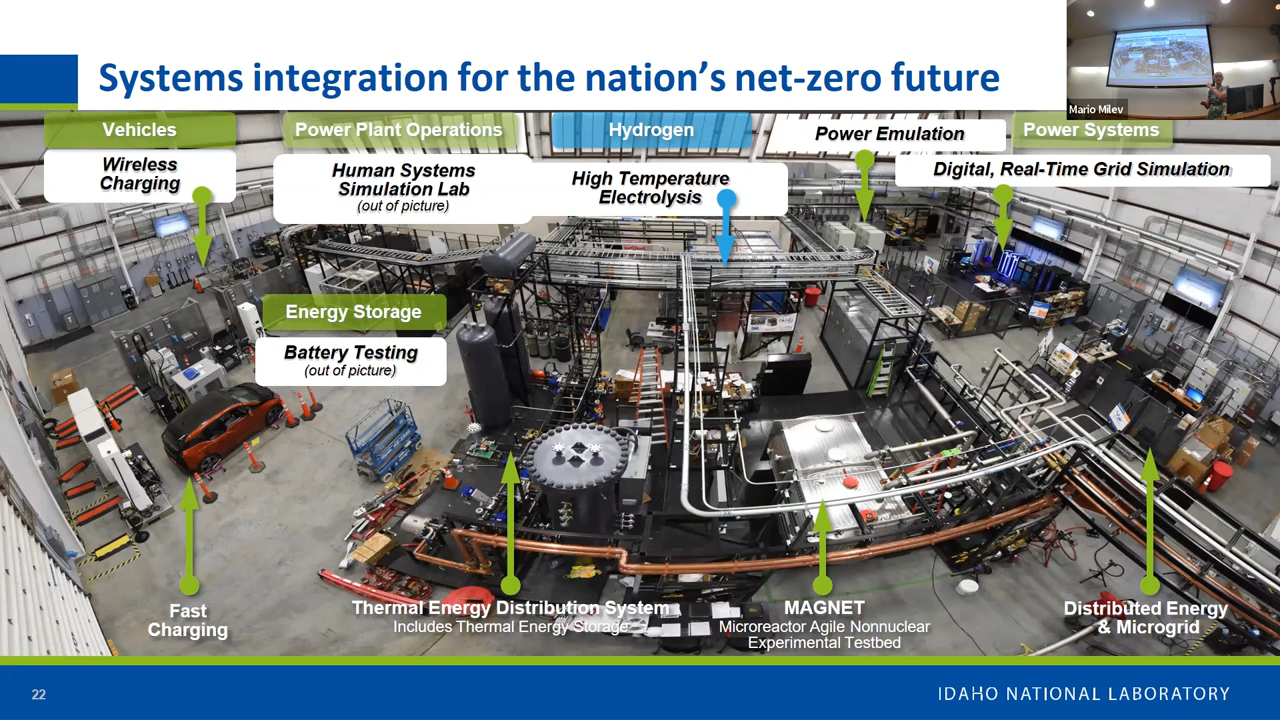 Systems integration for the nation's net-zero future
Mario Milev
Vehicles
Wireless
Charging
Power Plant Operations
Human Systems
Simulation Lab
(out of picture)
Hydrogen
High Temperature
Electrolysis
Power Emulation
Power Systems
Digital, Real-Time Grid Simulation
Energy Storage
Battery Testing
(out of picture)
Fast
Charging
Thermal Energy Distribution System
Includes Thermal Energy Storage
MAGNET
Microreactor Agile Nonnuclear
Experimental Testbed
Distributed Energy
& Microgrid
22
IDAHO NATIONAL LABORATORY